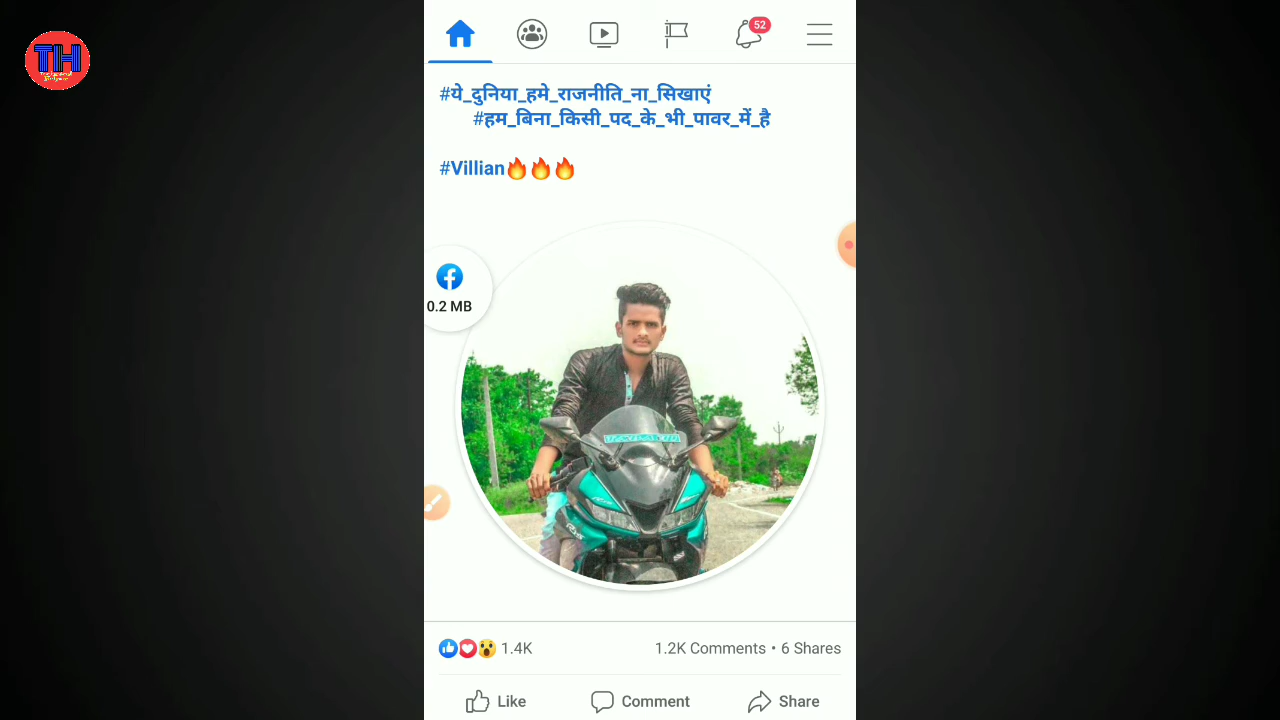 TH
52
#ये_दुनिया_हमे_राजनीति_ना_सिखाएं
#हम_बिना_किसी_पद_के_भी_पावर_में_है
#Villian🔥🔥🔥
0.2 MB
1.4K
1.2K Comments • 6 Shares
Like
Comment
Share